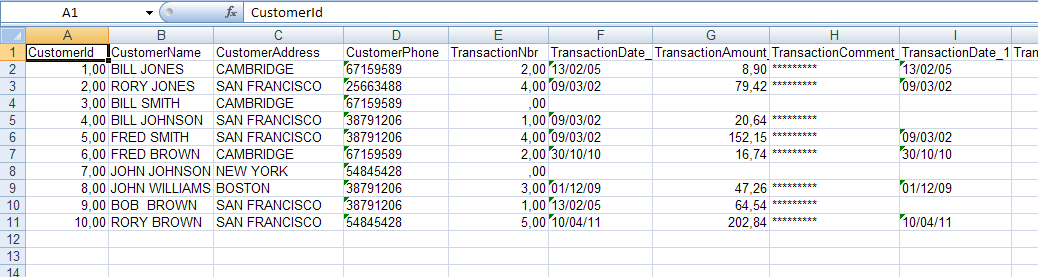 A1 fx CustomerId
A B C D E F G H I
1 CustomerId CustomerName CustomerAddress CustomerPhone TransactionNbr TransactionDate_ TransactionAmount_ TransactionComment_ TransactionDate_1 Tran
2 1,00 BILL JONES CAMBRIDGE 67159589 2,00 13/02/05 8,90 ********* 13/02/05
3 2,00 RORY JONES SAN FRANCISCO 25663488 4,00 09/03/02 79,42 ********* 09/03/02
4 3,00 BILL SMITH CAMBRIDGE 67159589 ,00
5 4,00 BILL JOHNSON SAN FRANCISCO 38791206 1,00 09/03/02 20,64 *********
6 5,00 FRED SMITH SAN FRANCISCO 38791206 4,00 09/03/02 152,15 ********* 09/03/02
7 6,00 FRED BROWN CAMBRIDGE 67159589 2,00 30/10/10 16,74 ********* 30/10/10
8 7,00 JOHN JOHNSON NEW YORK 54845428 ,00
9 8,00 JOHN WILLIAMS BOSTON 38791206 3,00 01/12/09 47,26 ********* 01/12/09
10 9,00 BOB  BROWN SAN FRANCISCO 38791206 1,00 13/02/05 64,54 *********
11 10,00 RORY BROWN SAN FRANCISCO 54845428 5,00 10/04/11 202,84 ********* 10/04/11
12
13
14